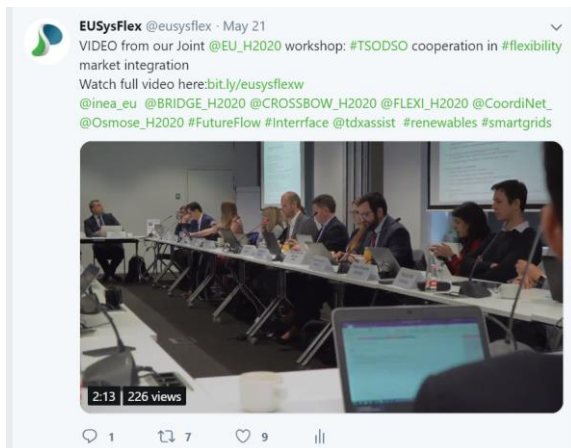 EUSysFlex @eusysflex · May 21
VIDEO from our Joint @EU_H2020 workshop: #TSODSO cooperation in #flexibility
market integration
Watch full video here:bit.ly/eusysflexw
@inea_eu @BRIDGE_H2020 @CROSSBOW_H2020 @FLEXI_H2020 @CoordiNet_
@Osmose_H2020 #FutureFlow #Interrface @tdxassist #renewables #smartgrids
2:13 226 views
1 7 9